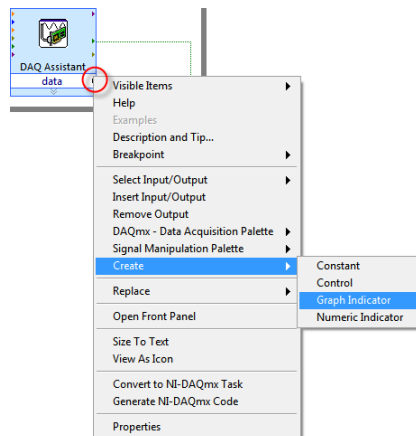 DAQ Assistant
data
Visible Items
Help
Examples
Description and Tip...
Breakpoint
Select Input/Output
Insert Input/Output
Remove Output
DAQmx - Data Acquisition Palette
Signal Manipulation Palette
Create
Constant
Control
Graph Indicator
Numeric Indicator
Replace
Open Front Panel
Size To Text
View As Icon
Convert to NI-DAQmx Task
Generate NI-DAQmx Code
Properties